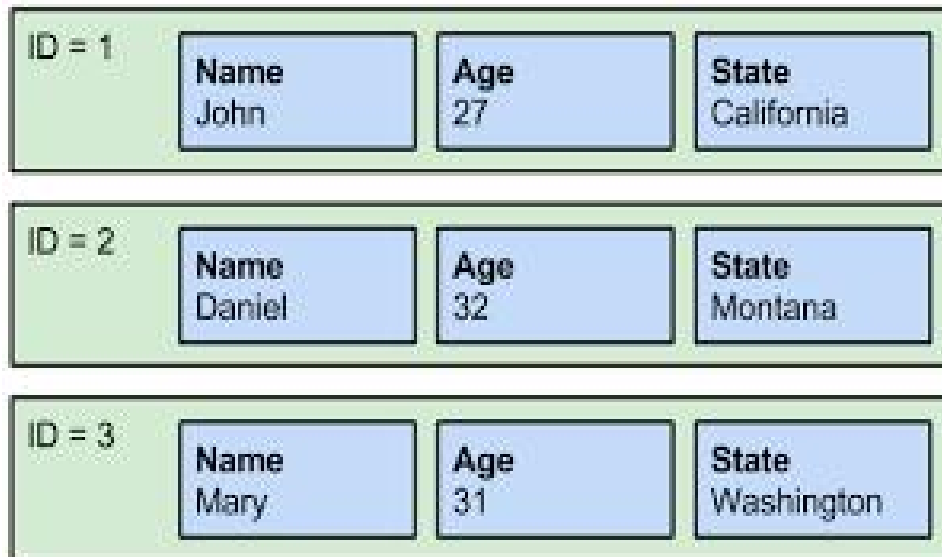 ID = 1
Name
John
Age
27
State
California
ID = 2
Name
Daniel
Age
32
State
Montana
ID = 3
Name
Mary
Age
31
State
Washington